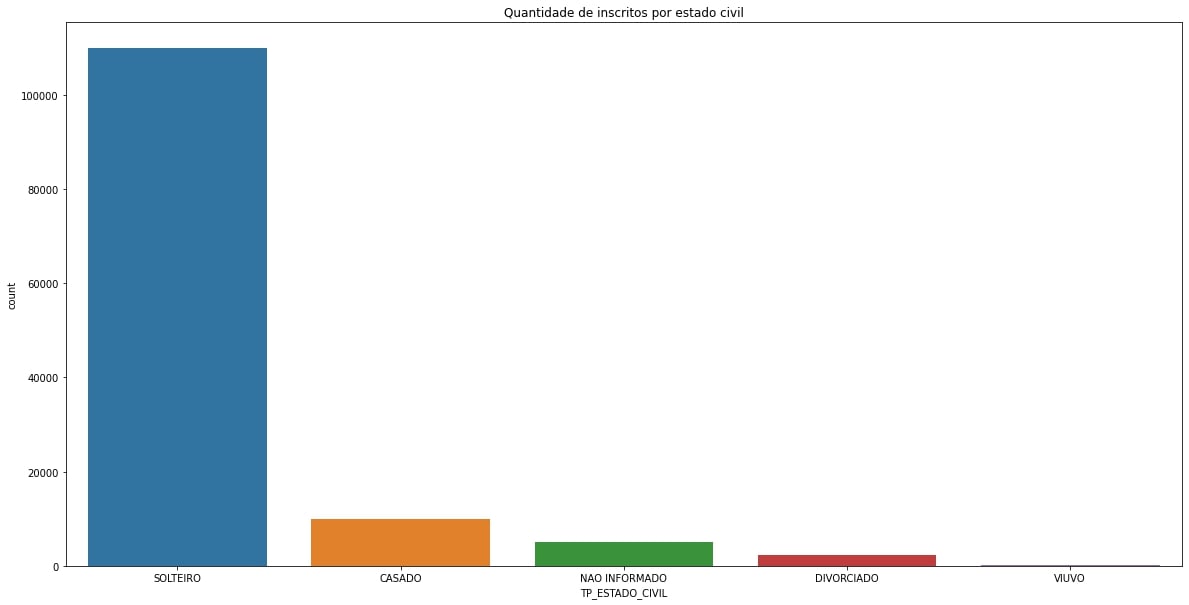 Quantidade de inscritos por estado civil
100000
80000
60000
40000
20000
0
count
SOLTEIRO CASADO NAO INFORMADO DIVORCIADO VIUVO
TP_ESTADO_CIVIL